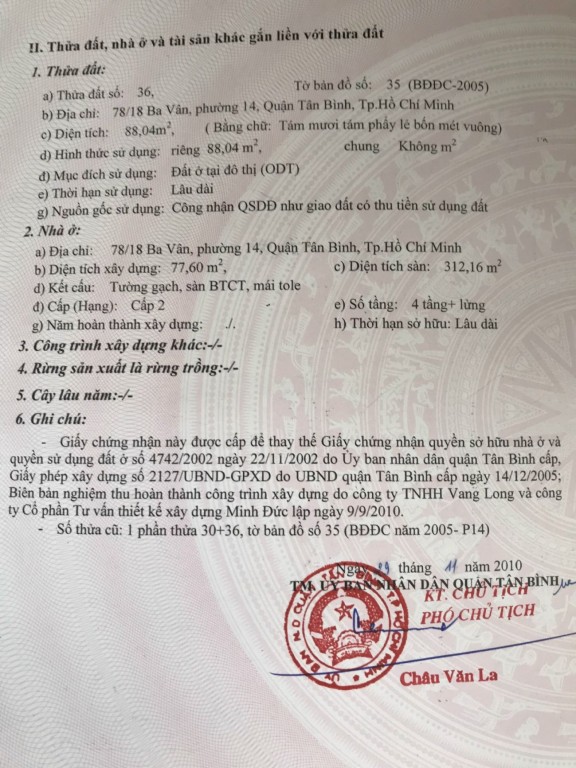 II. Thửa đất, nhà ở và tài sản khác gắn liền với thửa đất
1. Thửa đất:
a) Thửa đất số: 36, Tờ bản đồ số: 35 (BĐĐC-2005)
b) Địa chỉ: 78/18 Ba Vân, phường 14, Quận Tân Bình, Tp.Hồ Chí Minh
c) Diện tích: 88,04m², ( Bằng chữ: Tám mươi tám phẩy lẻ bốn mét vuông)
d) Hình thức sử dụng: riêng 88,04 m², chung Không m²
đ) Mục đích sử dụng: Đất ở tại đô thị (ODT)
e) Thời hạn sử dụng: Lâu dài
g) Nguồn gốc sử dụng: Công nhận QSDĐ như giao đất có thu tiền sử dụng đất
2. Nhà ở:
a) Địa chỉ: 78/18 Ba Vân, phường 14, Quận Tân Bình, Tp.Hồ Chí Minh
b) Diện tích xây dựng: 77,60 m², c) Diện tích sàn: 312,16 m²
d) Kết cấu: Tường gạch, sàn BTCT, mái tole
đ) Cấp (Hạng): Cấp 2 e) Số tầng: 4 tầng+ lửng
g) Năm hoàn thành xây dựng: ./. h) Thời hạn sở hữu: Lâu dài
3. Công trình xây dựng khác:-/-
4. Rừng sản xuất là rừng trồng:-/-
5. Cây lâu năm:-/-
6. Ghi chú:
- Giấy chứng nhận này được cấp để thay thế Giấy chứng nhận quyền sở hữu nhà ở và
quyền sử dụng đất ở số 4742/2002 ngày 22/11/2002 do Ủy ban nhân dân quận Tân Bình cấp,
Giấy phép xây dựng số 2127/UBND-GPXD do UBND quận Tân Bình cấp ngày 14/12/2005;
Biên bản nghiệm thu hoàn thành công trình xây dựng do công ty TNHH Vang Long và công
ty Cổ phần Tư vấn thiết kế xây dựng Minh Đức lập ngày 9/9/2010.
- Số thửa cũ: 1 phần thửa 30+36, tờ bản đồ số 35 (BĐĐC năm 2005- P14)
Ngày 29 tháng 11 năm 2010
TM. ỦY BAN NHÂN DÂN QUẬN TÂN BÌNH
KT. CHỦ TỊCH
PHÓ CHỦ TỊCH
Châu Văn La